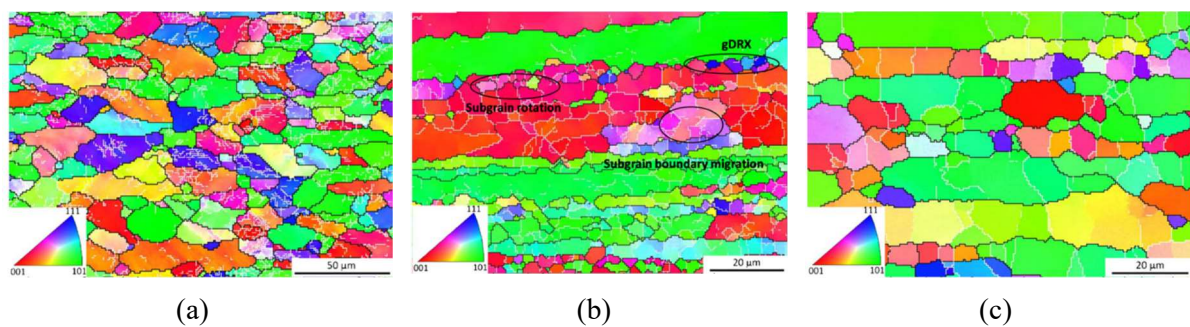 111
001
101
50 μm
(a)
gDRX
Subgrain rotation
Subgrain boundary migration
111
001
101
20 μm
(b)
111
001
101
20 μm
(c)